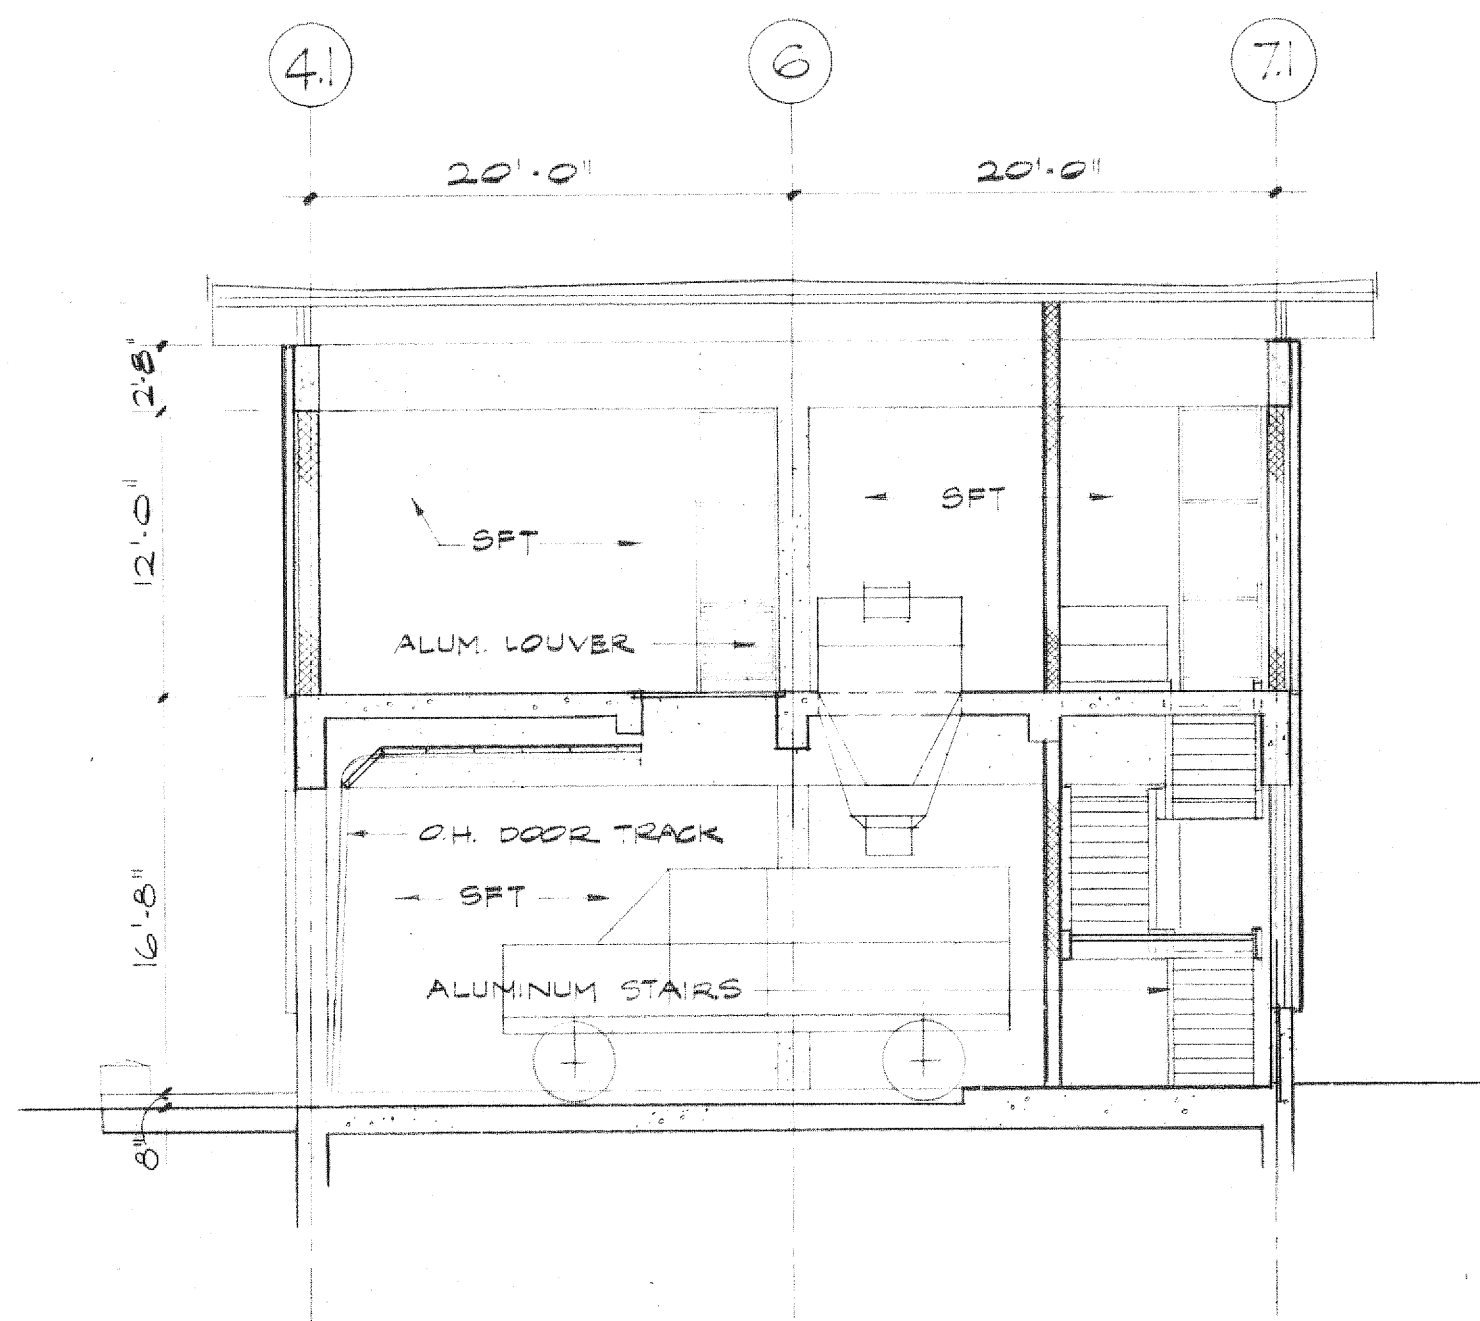 4.1
6
7.1
20'-0"
20'-0"
2'-8"
12'-0"
SFT
SFT
ALUM. LOUVER
O.H. DOOR TRACK
SFT
16'-8"
ALUMINUM STAIRS
8"